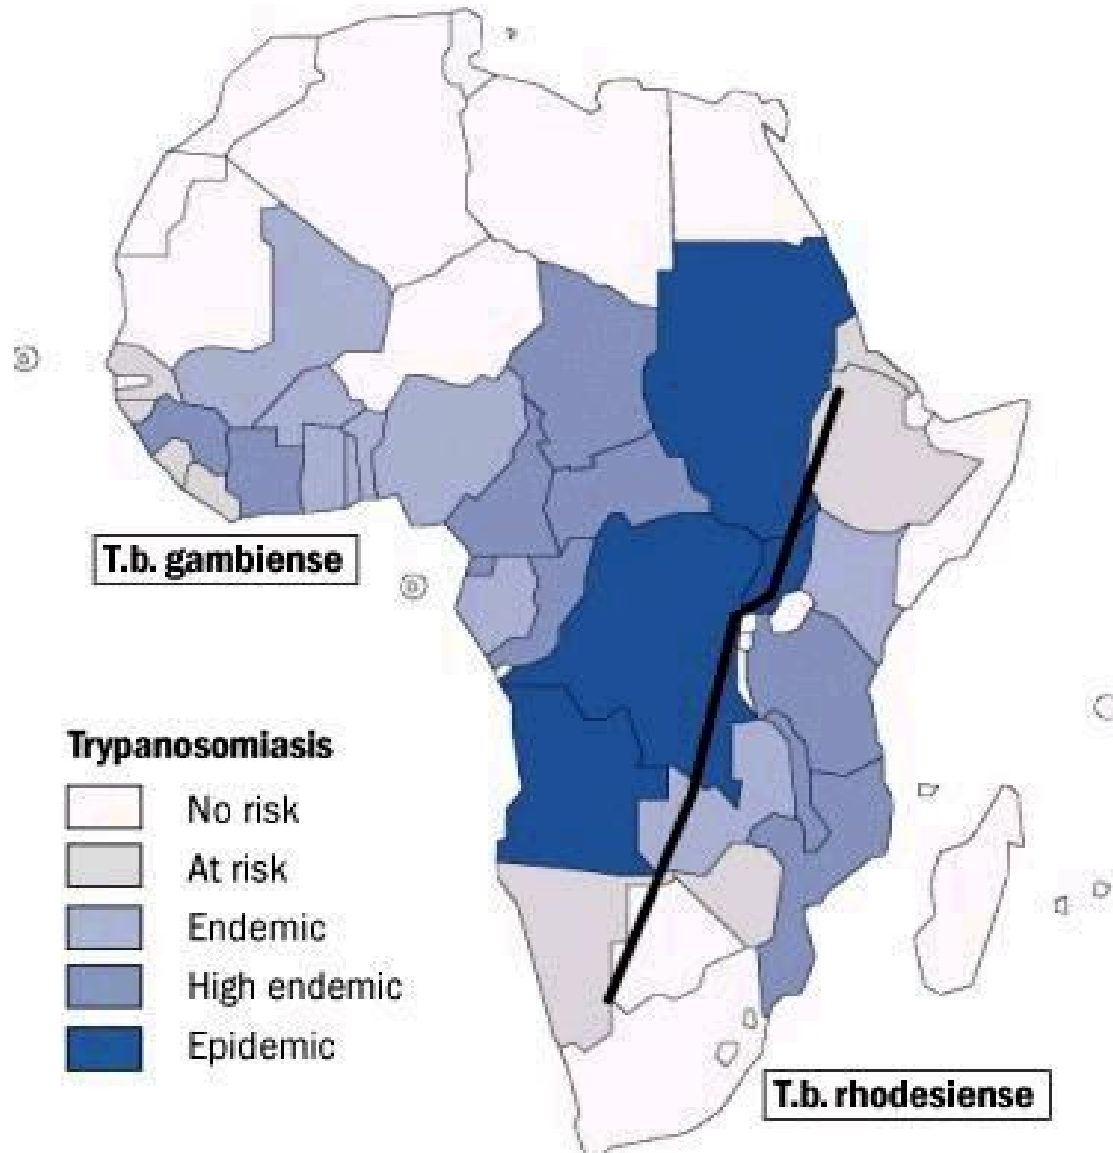 T.b. gambiense
Trypanosomiasis
No risk
At risk
Endemic
High endemic
Epidemic
T.b. rhodesiense